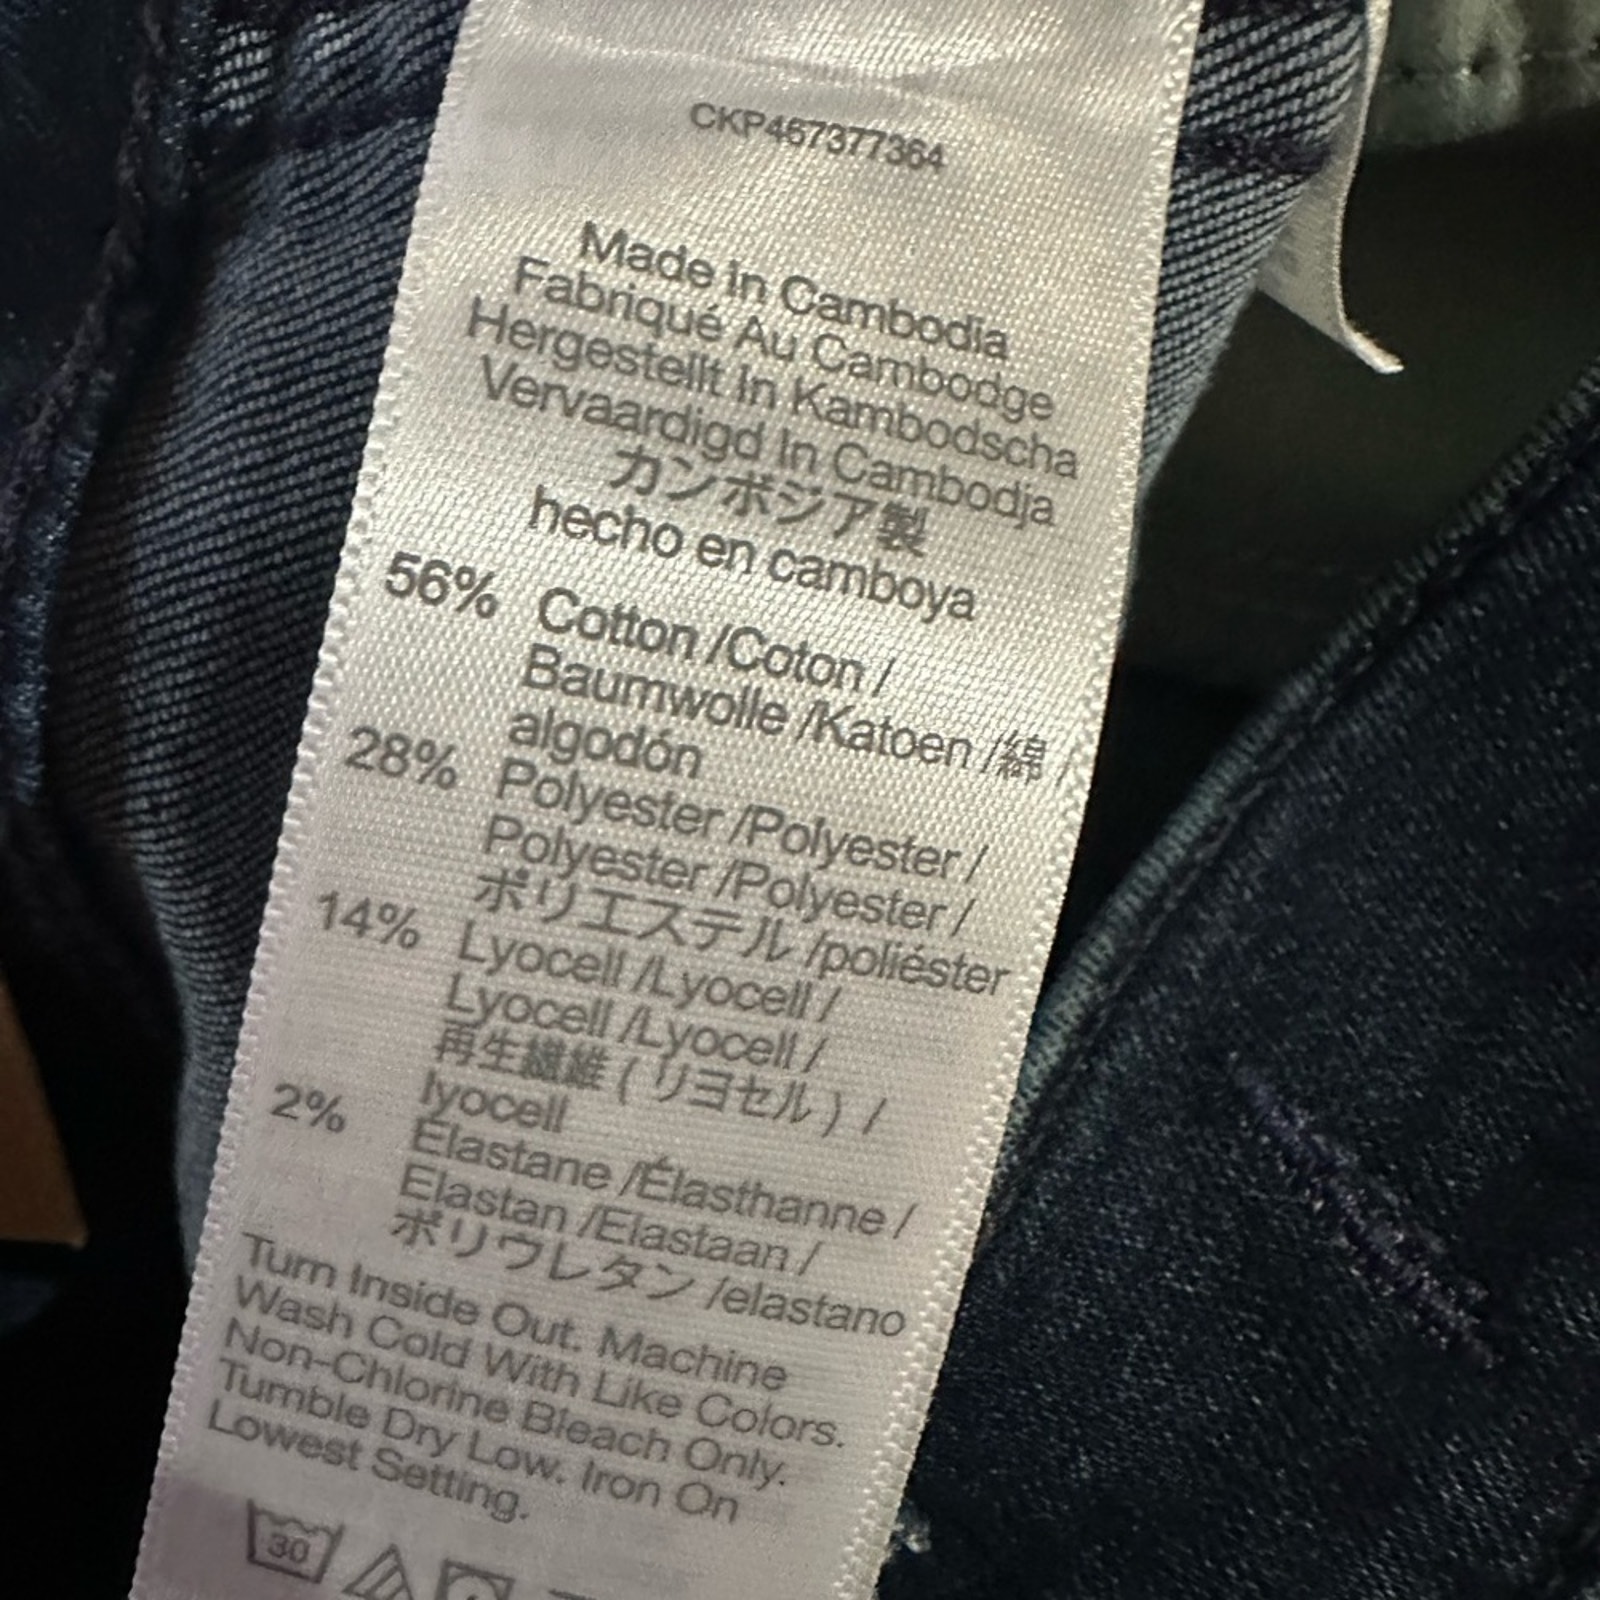 CKP467377364
Made in Cambodia
Fabriqué Au Cambodge
Hergestellt In Kambodscha
Vervaardigd In Cambodja
カンボジア製
hecho en camboya
56% Cotton /Coton /
Baumwolle /Katoen /綿 /
algodón
28% Polyester /Polyester /
Polyester /Polyester /
ポリエステル /poliéster
14% Lyocell /Lyocell /
Lyocell /Lyocell /
再生繊維 ( リヨセル ) /
lyocell
2% Elastane /Élasthanne /
Elastan /Elastaan /
ポリウレタン /elastano
Turn Inside Out. Machine
Wash Cold With Like Colors.
Non-Chlorine Bleach Only.
Tumble Dry Low. Iron On
Lowest Setting.
30